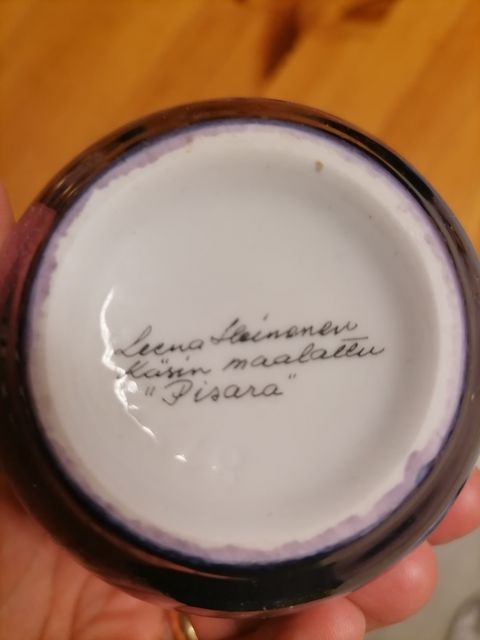 Leena Heinonen
Käsin maalattu
"Pisara"